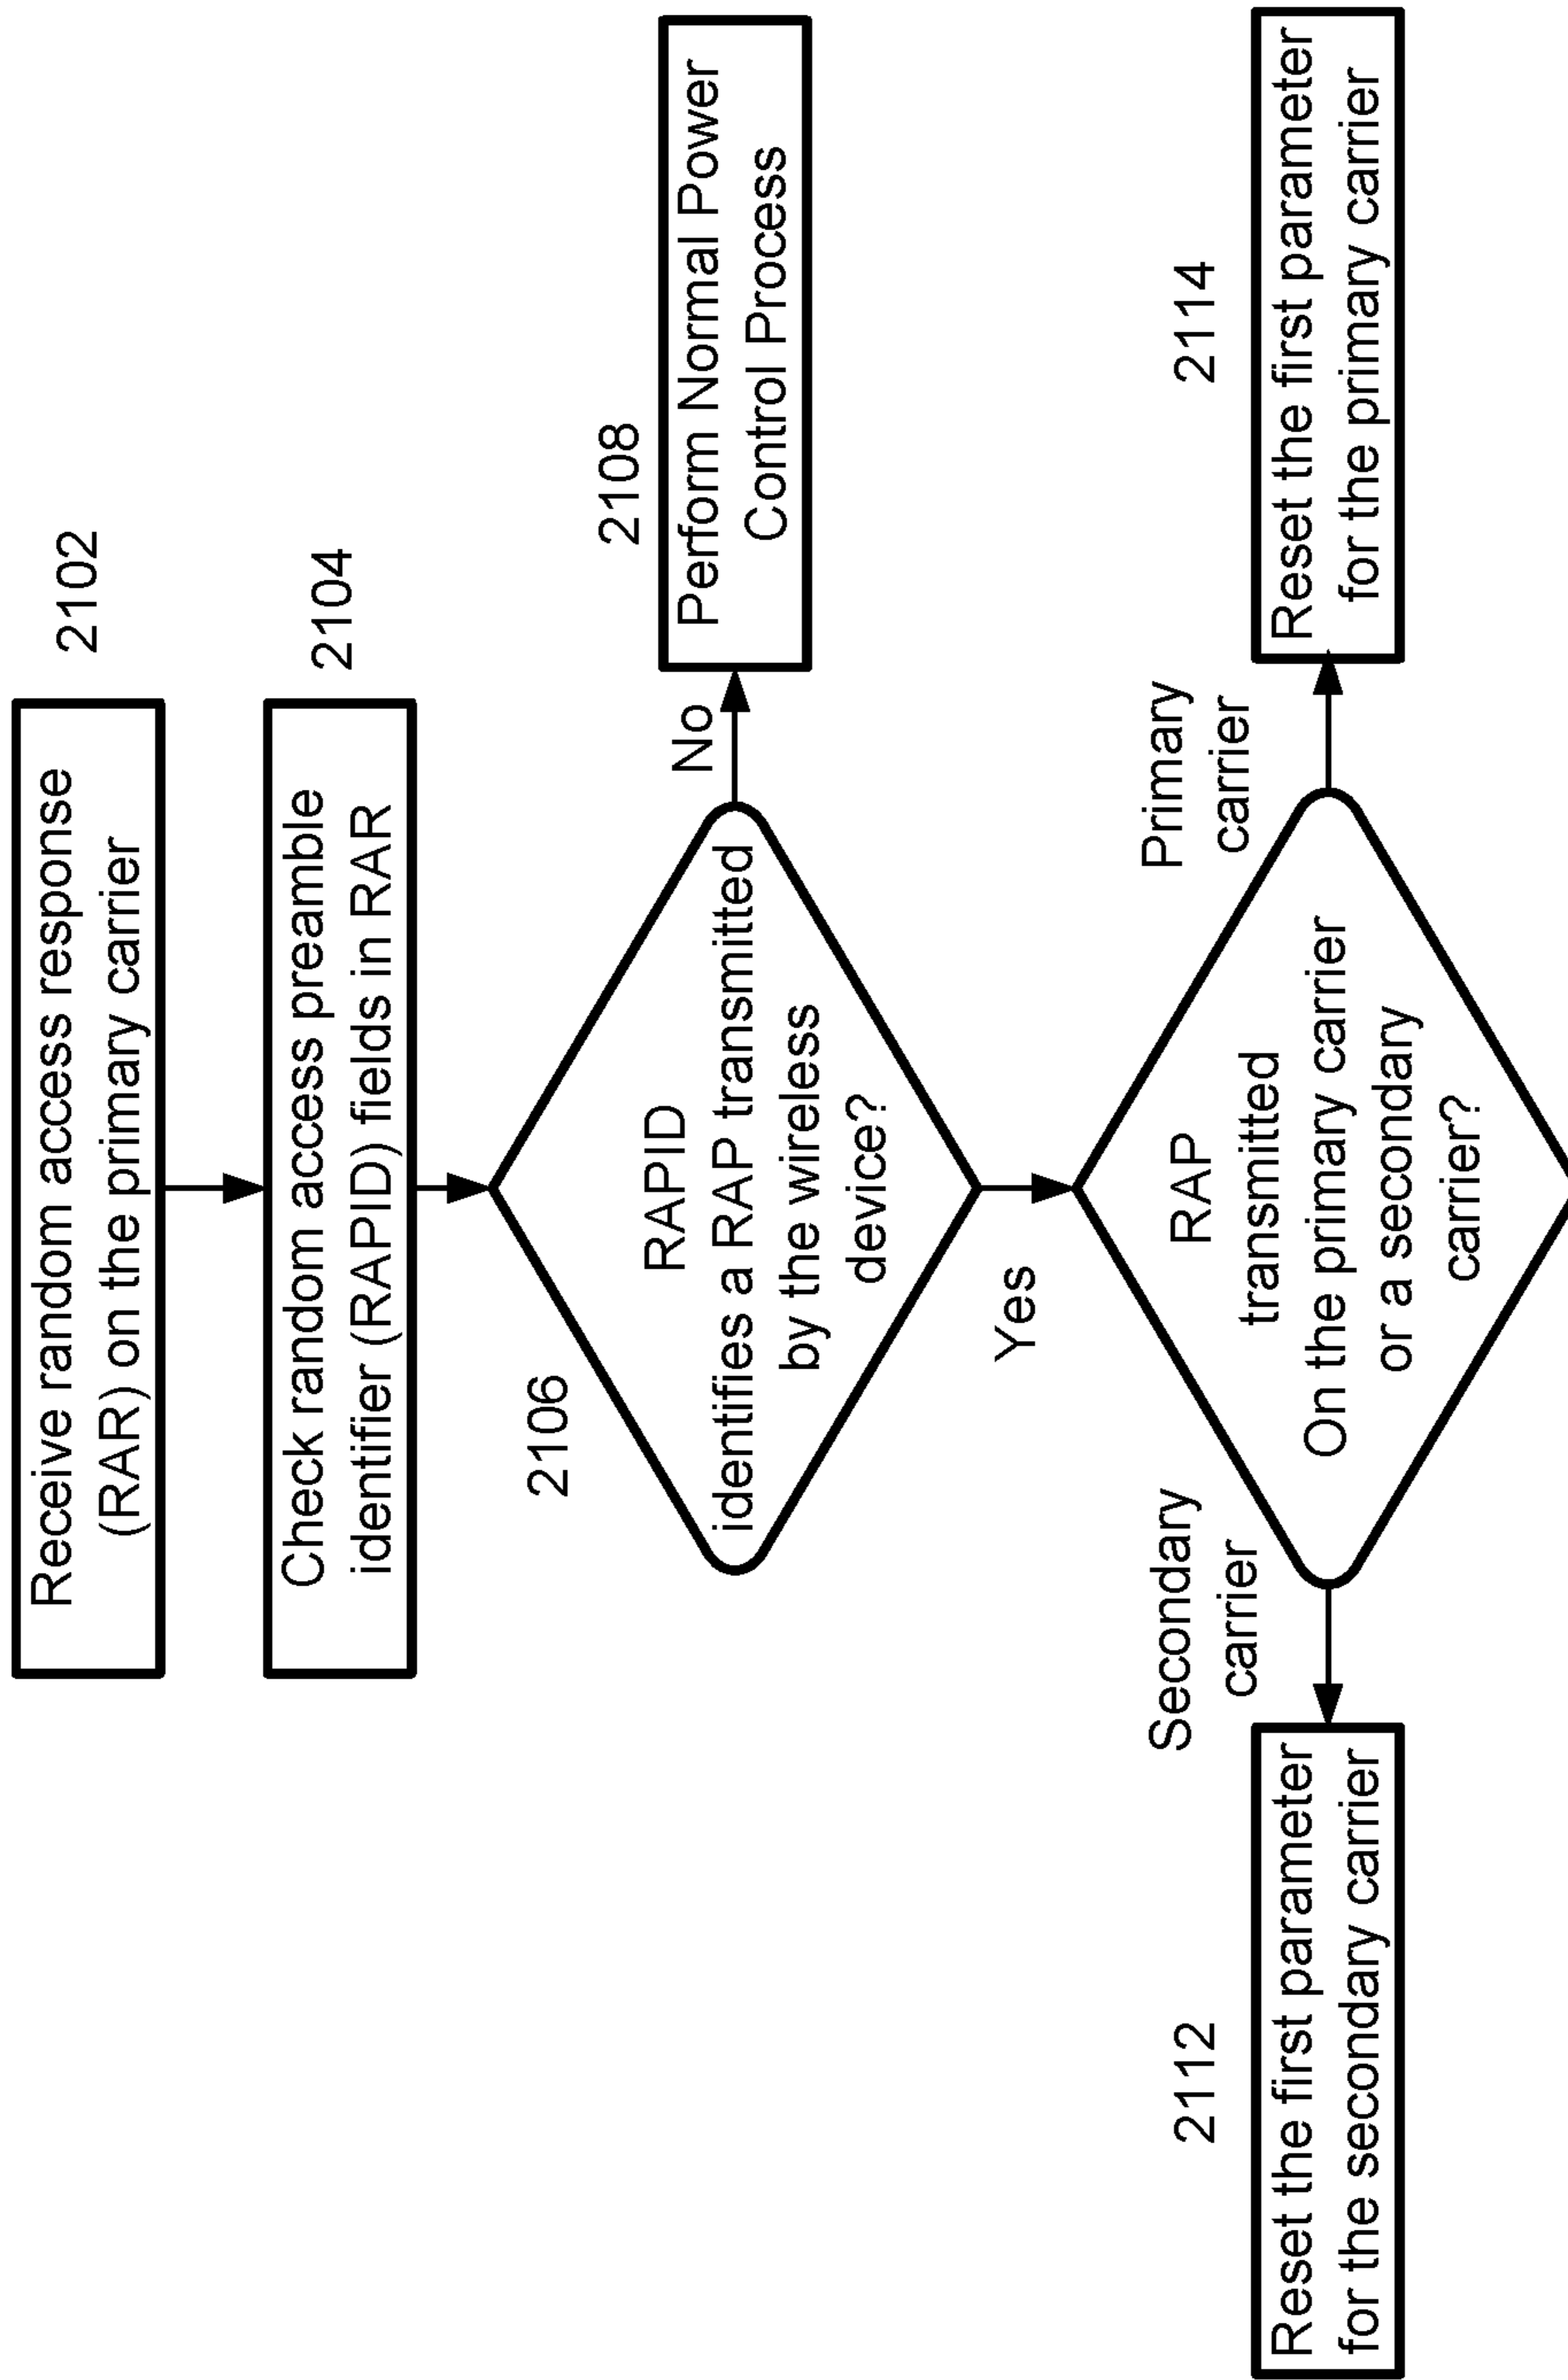 2102
Receive random access response
(RAR) on the primary carrier
2104
Check random access preamble
identifier (RAPID) fields in RAR
2106
RAPID
identifies a RAP transmitted
by the wireless
device?
No
2108
Perform Normal Power
Control Process
Yes
RAP
transmitted
On the primary carrier
or a secondary
carrier?
Secondary
carrier
2112
Reset the first parameter
for the secondary carrier
Primary
carrier
2114
Reset the first parameter
for the primary carrier